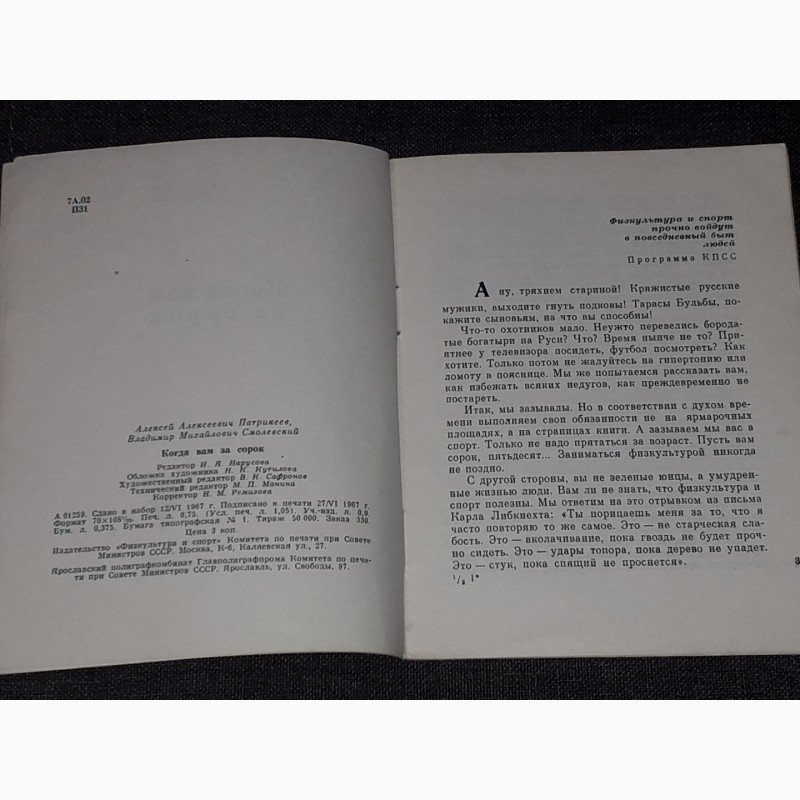 7А.02
П31
Алексей Алексеевич Патрикеев,
Владимир Михайлович Смолевский
Когда вам за сорок
Редактор И. Я. Нарусова
Обложка художника Н. К. Кутилова
Художественный редактор В. К. Сафронов
Технический редактор М. П. Манина
Корректор Н. М. Ремизова
А 01259. Сдано в набор 12/VI 1967 г. Подписано к печати 27/VI 1967 г.
Формат 70×108¹/₃₂. Печ. л. 0,75. (Усл. печ. л. 1,05). Уч.-изд. л. 0,9.
Бум. л. 0,375. Бумага типографская № 1. Тираж 50 000. Заказ 330.
Цена 3 коп.
Издательство «Физкультура и спорт» Комитета по печати при Совете
Министров СССР. Москва, К-6, Каляевская ул., 27.
Ярославский полиграфкомбинат Главполиграфпрома Комитета по печа-
ти при Совете Министров СССР. Ярославль, ул. Свободы, 97.
Физкультура и спорт
прочно войдут
в повседневный быт
людей
Программа КПСС
А ну, тряхнем стариной! Кряжистые русские
мужики, выходите гнуть подковы! Тарасы Бульбы, по-
кажите сыновьям, на что вы способны!
Что-то охотников мало. Неужто перевелись борода-
тые богатыри на Руси? Что? Время нынче не то? При-
ятнее у телевизора посидеть, футбол посмотреть? Как
хотите. Только потом не жалуйтесь на гипертонию или
ломоту в пояснице. Мы же попытаемся рассказать вам,
как избежать всяких недугов, как преждевременно не
постареть.
Итак, мы зазывалы. Но в соответствии с духом вре-
мени выполняем свои обязанности не на ярмарочных
площадях, а на страницах книги. А зазываем мы вас в
спорт. Только не надо прятаться за возраст. Пусть вам
сорок, пятьдесят... Заниматься физкультурой никогда
не поздно.
С другой стороны, вы не зеленые юнцы, а умудрен-
ные жизнью люди. Вам ли не знать, что физкультура и
спорт полезны. Мы ответим на это отрывком из письма
Карла Либкнехта: «Ты порицаешь меня за то, что я
часто повторяю то же самое. Это — не старческая сла-
бость. Это — вколачивание, пока гвоздь не будет проч-
но сидеть. Это — удары топора, пока дерево не упадет.
Это — стук, пока спящий не проснется».
1*
3